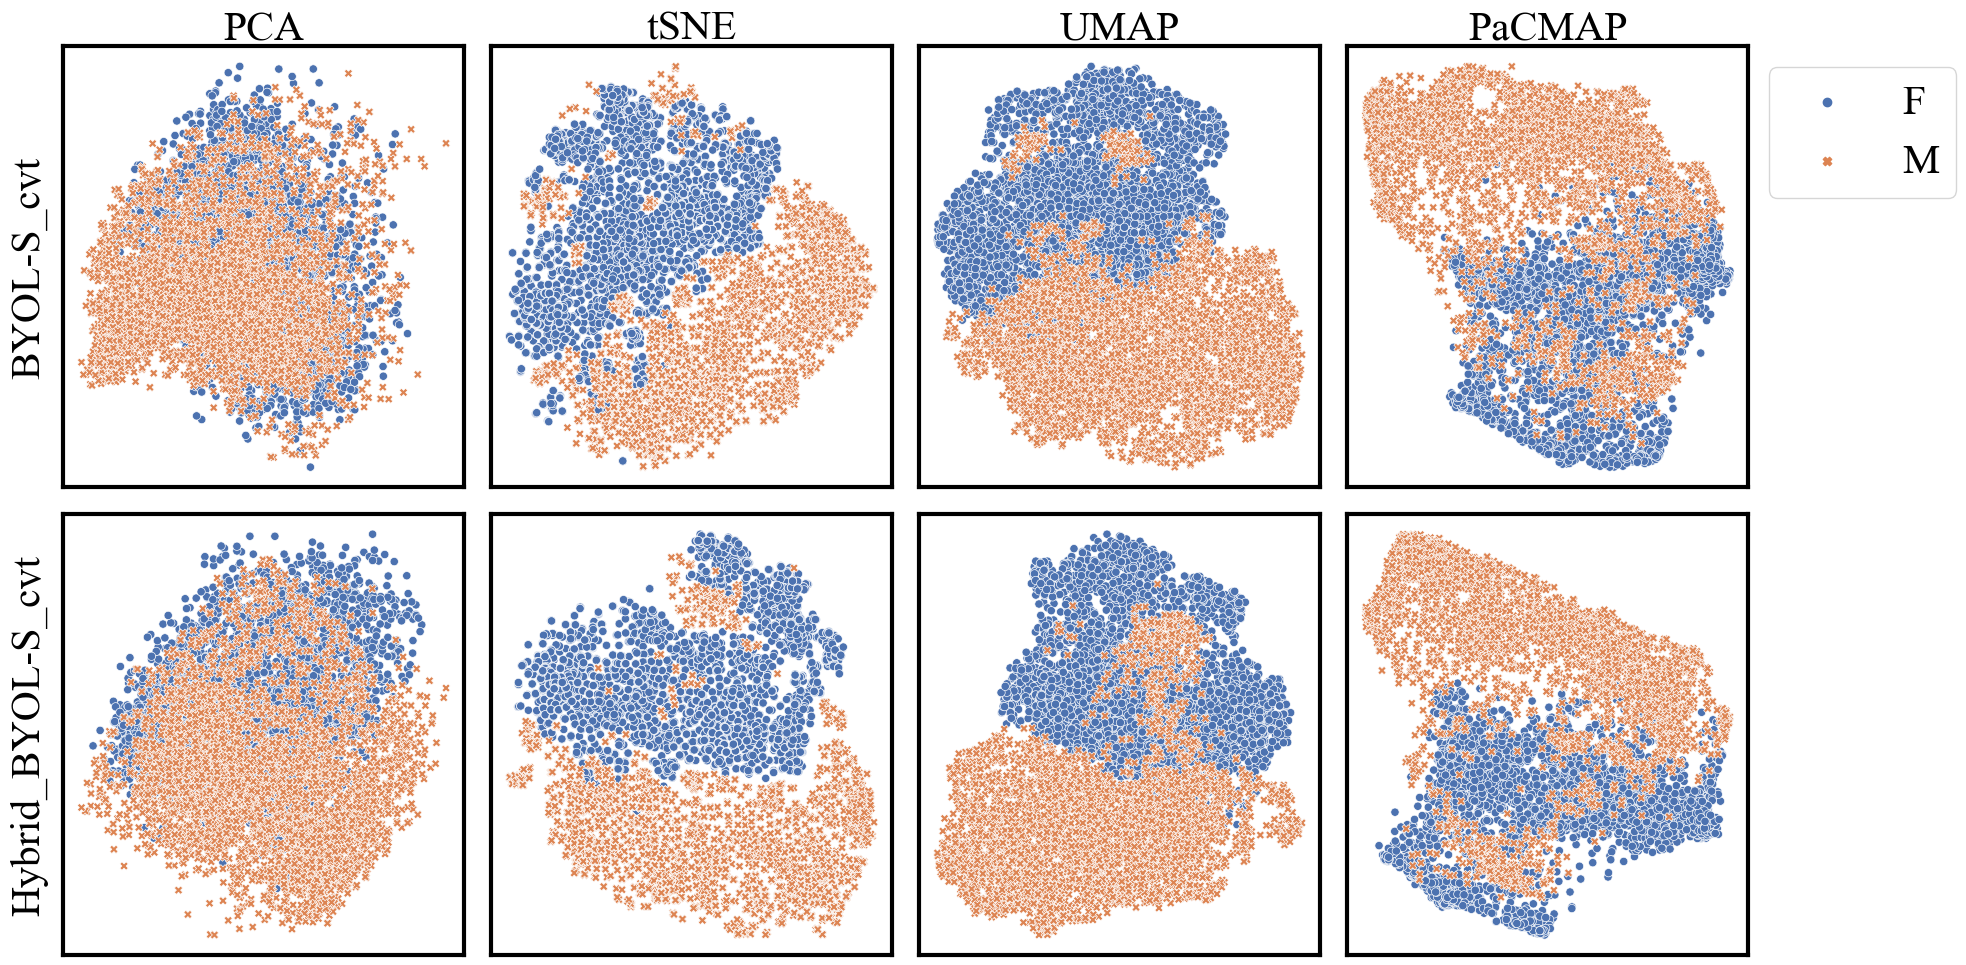 PCA
tSNE
UMAP
PaCMAP
F
M
BYOL-S_cvt
Hybrid_BYOL-S_cvt